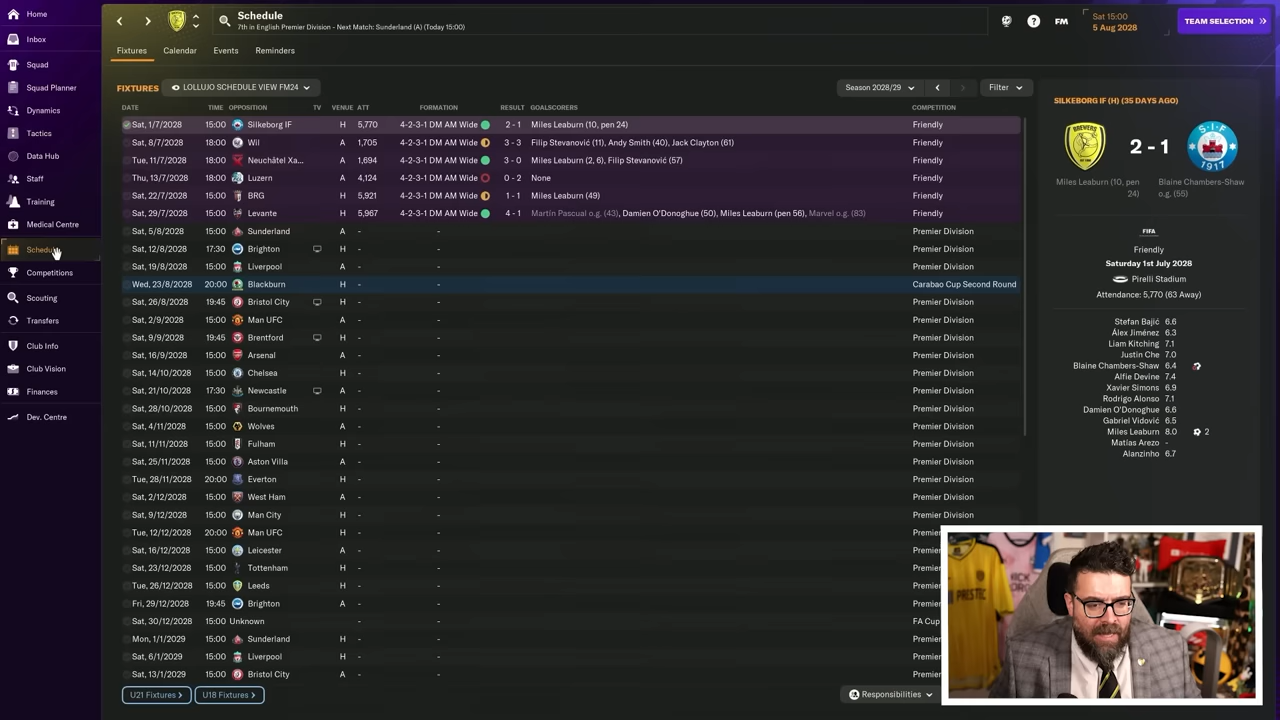 Home
Inbox
Squad
Squad Planner
Dynamics
Tactics
Data Hub
Staff
Training
Medical Centre
Schedule
Competitions
Scouting
Transfers
Club Info
Club Vision
Finances
Dev. Centre
Schedule
7th in English Premier Division - Next Match: Sunderland (A) (Today 15:00)
FM
Sat 15:00
5 Aug 2028
TEAM SELECTION
Fixtures Calendar Events Reminders
FIXTURES LOLLUJO SCHEDULE VIEW FM24 Season 2028/29 Filter
DATE TIME OPPOSITION TV VENUE ATT FORMATION RESULT GOALSCORERS COMPETITION
Sat, 1/7/2028 15:00 Silkeborg IF H 5,770 4-2-3-1 DM AM Wide 2 - 1 Miles Leaburn (10, pen 24) Friendly
Sat, 8/7/2028 18:00 Wil A 1,705 4-2-3-1 DM AM Wide 3 - 3 Filip Stevanović (11), Andy Smith (40), Jack Clayton (61) Friendly
Tue, 11/7/2028 18:00 Neuchâtel Xa... A 1,694 4-2-3-1 DM AM Wide 3 - 0 Miles Leaburn (2, 6), Filip Stevanović (57) Friendly
Thu, 13/7/2028 18:00 Luzern A 4,124 4-2-3-1 DM AM Wide 0 - 2 None Friendly
Sat, 22/7/2028 15:00 BRG H 5,921 4-2-3-1 DM AM Wide 1 - 1 Miles Leaburn (49) Friendly
Sat, 29/7/2028 15:00 Levante H 5,967 4-2-3-1 DM AM Wide 4 - 1 Martín Pascual o.g. (43), Damien O'Donoghue (50), Miles Leaburn (pen 56), Marvel o.g. (83) Friendly
Sat, 5/8/2028 15:00 Sunderland A - - Premier Division
Sat, 12/8/2028 17:30 Brighton H - - Premier Division
Sat, 19/8/2028 15:00 Liverpool A - - Premier Division
Wed, 23/8/2028 20:00 Blackburn H - - Carabao Cup Second Round
Sat, 26/8/2028 19:45 Bristol City H - - Premier Division
Sat, 2/9/2028 15:00 Man UFC A - - Premier Division
Sat, 9/9/2028 19:45 Brentford H - - Premier Division
Sat, 16/9/2028 15:00 Arsenal A - - Premier Division
Sat, 14/10/2028 15:00 Chelsea H - - Premier Division
Sat, 21/10/2028 17:30 Newcastle A - - Premier Division
Sat, 28/10/2028 15:00 Bournemouth H - - Premier Division
Sat, 4/11/2028 15:00 Wolves A - - Premier Division
Sat, 11/11/2028 15:00 Fulham H - - Premier Division
Sat, 25/11/2028 15:00 Aston Villa A - - Premier Division
Tue, 28/11/2028 20:00 Everton H - - Premier Division
Sat, 2/12/2028 15:00 West Ham A - - Premier Division
Sat, 9/12/2028 15:00 Man City H - - Premier Division
Tue, 12/12/2028 20:00 Man UFC H - - Premier
Sat, 16/12/2028 15:00 Leicester A - - Premier
Sat, 23/12/2028 15:00 Tottenham H - - Premier
Tue, 26/12/2028 15:00 Leeds H - - Premier
Fri, 29/12/2028 19:45 Brighton A - - Premier
Sat, 30/12/2028 15:00 Unknown - - FA Cup
Mon, 1/1/2029 15:00 Sunderland H - - Premier
Sat, 6/1/2029 15:00 Liverpool H - - Premier
Sat, 13/1/2029 15:00 Bristol City A - - Premier
U21 Fixtures > U18 Fixtures > Responsibilities
SILKEBORG IF (H) (35 DAYS AGO)
BREWERS
2 - 1
S·I·F
1917
Miles Leaburn (10, pen 24)
Blaine Chambers-Shaw o.g. (55)
FIFA
Friendly
Saturday 1st July 2028
Pirelli Stadium
Attendance: 5,770 (63 Away)
Stefan Bajić 6.6
Álex Jiménez 6.3
Liam Kitching 7.1
Justin Che 7.0
Blaine Chambers-Shaw 6.4
Alfie Devine 7.4
Xavier Simons 6.9
Rodrigo Alonso 7.1
Damien O'Donoghue 6.6
Gabriel Vidović 6.5
Miles Leaburn 8.0 2
Matías Arezo -
Alanzinho 6.7
PRESTEC